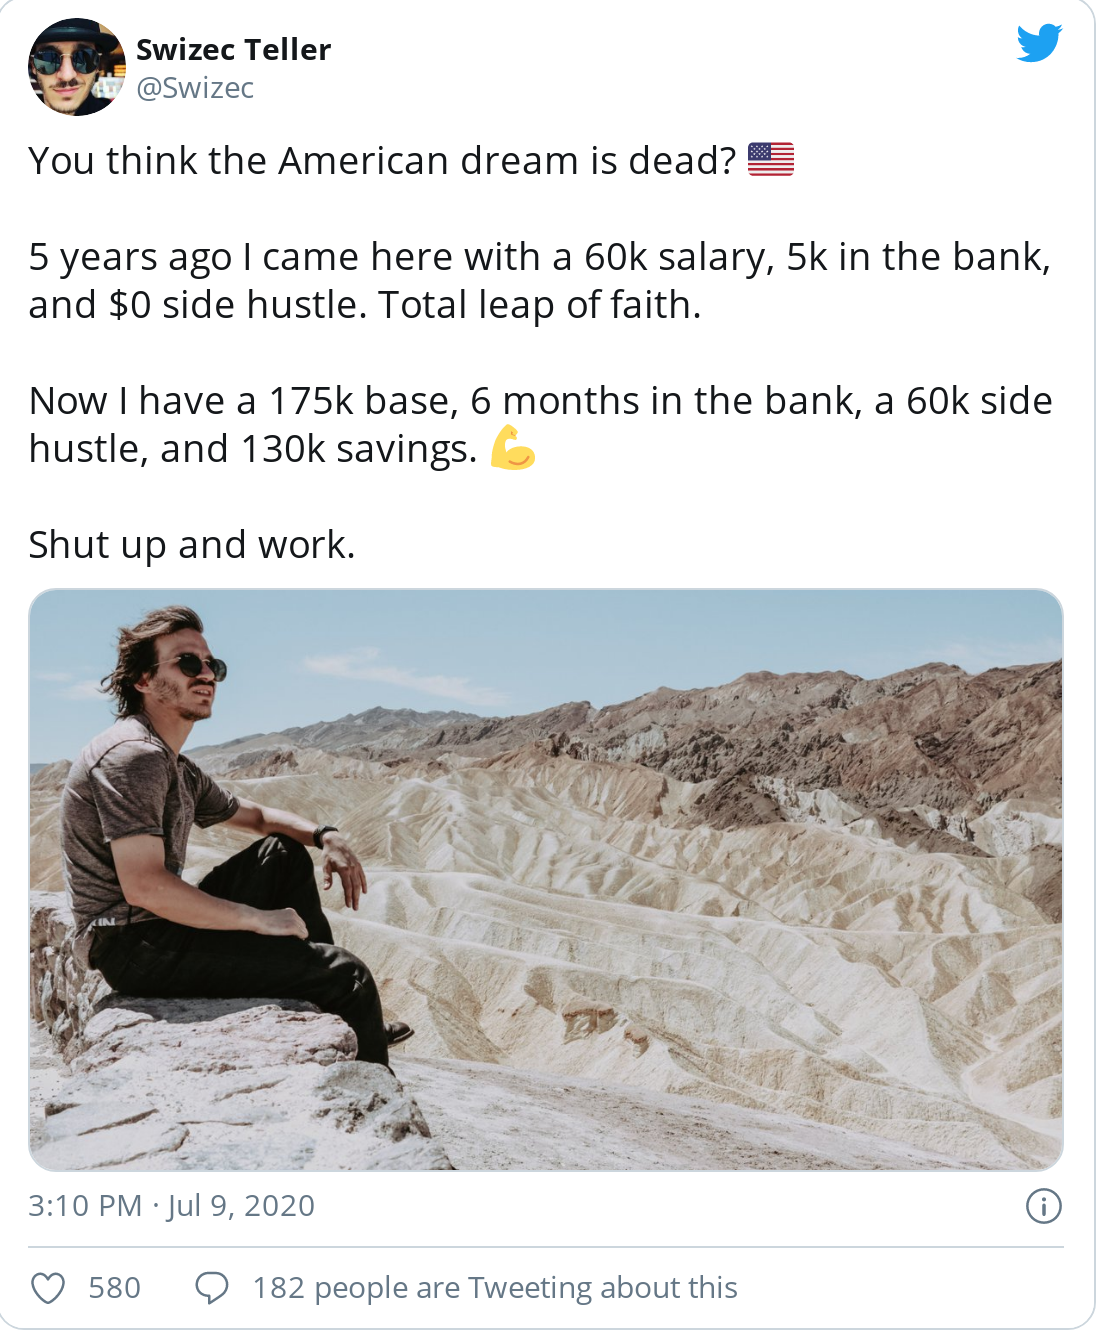 Swizec Teller
@Swizec
You think the American dream is dead? 🇺🇸
5 years ago I came here with a 60k salary, 5k in the bank,
and $0 side hustle. Total leap of faith.
Now I have a 175k base, 6 months in the bank, a 60k side
hustle, and 130k savings. 💪
Shut up and work.
3:10 PM · Jul 9, 2020
580
182 people are Tweeting about this